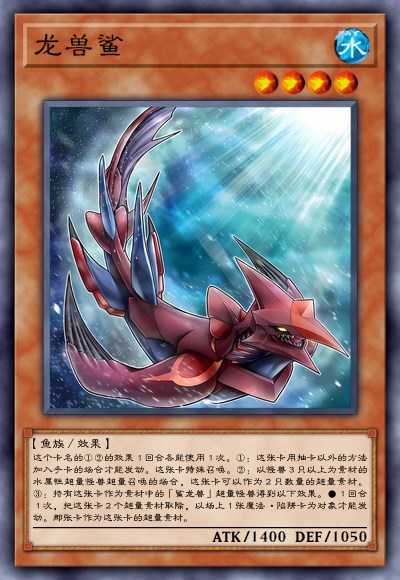 龙兽鲨
水
【鱼族／效果】
这个卡名的①②的效果1回合各能使用1次。①：这张卡用抽卡以外的方法
加入手卡的场合才能发动。这张卡特殊召唤。②：以怪兽3只以上为素材的
水属性超量怪兽超量召唤的场合，这张卡可以作为2只数量的超量素材。
③：持有这张卡作为素材中的「鲨龙兽」超量怪兽得到以下效果。●1回合
1次，把这张卡2个超量素材取除，以场上1张魔法·陷阱卡为对象才能发
动。那张卡作为这张卡的超量素材。
ATK/1400 DEF/1050